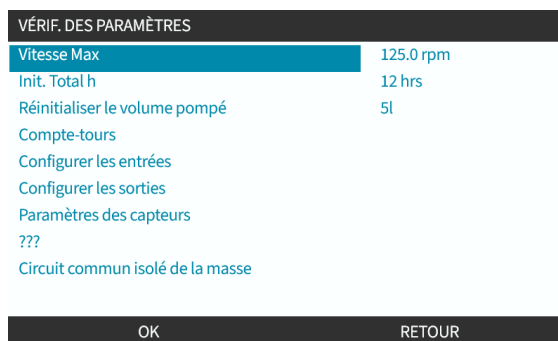 VÉRIF. DES PARAMÈTRES
Vitesse Max 125.0 rpm
Init. Total h 12 hrs
Réinitialiser le volume pompé 5l
Compte-tours
Configurer les entrées
Configurer les sorties
Paramètres des capteurs
???
Circuit commun isolé de la masse
OK RETOUR